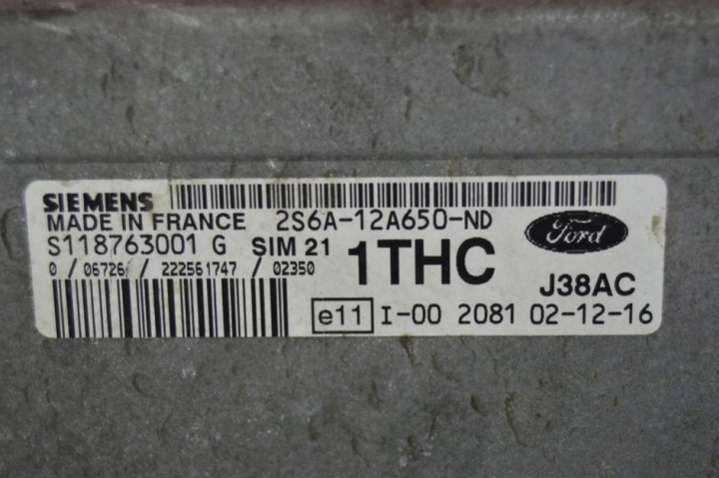 SIEMENS
MADE IN FRANCE 2S6A-12A650-ND
S118763001 G SIM 21 1THC Ford
0 / 06726 / 222561747 / 02350 J38AC
e11 I-00 2081 02-12-16